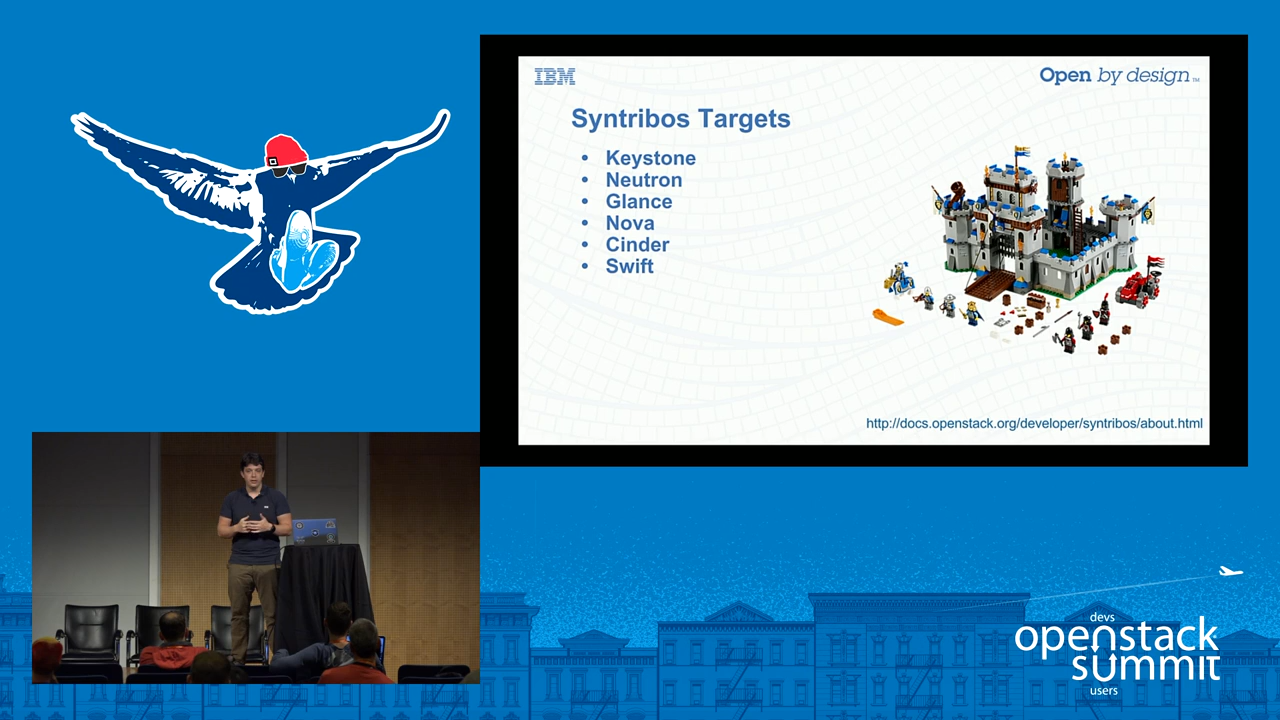 IBM
Open by design™
Syntribos Targets
• Keystone
• Neutron
• Glance
• Nova
• Cinder
• Swift
http://docs.openstack.org/developer/syntribos/about.html
devs
openstack
summit
users